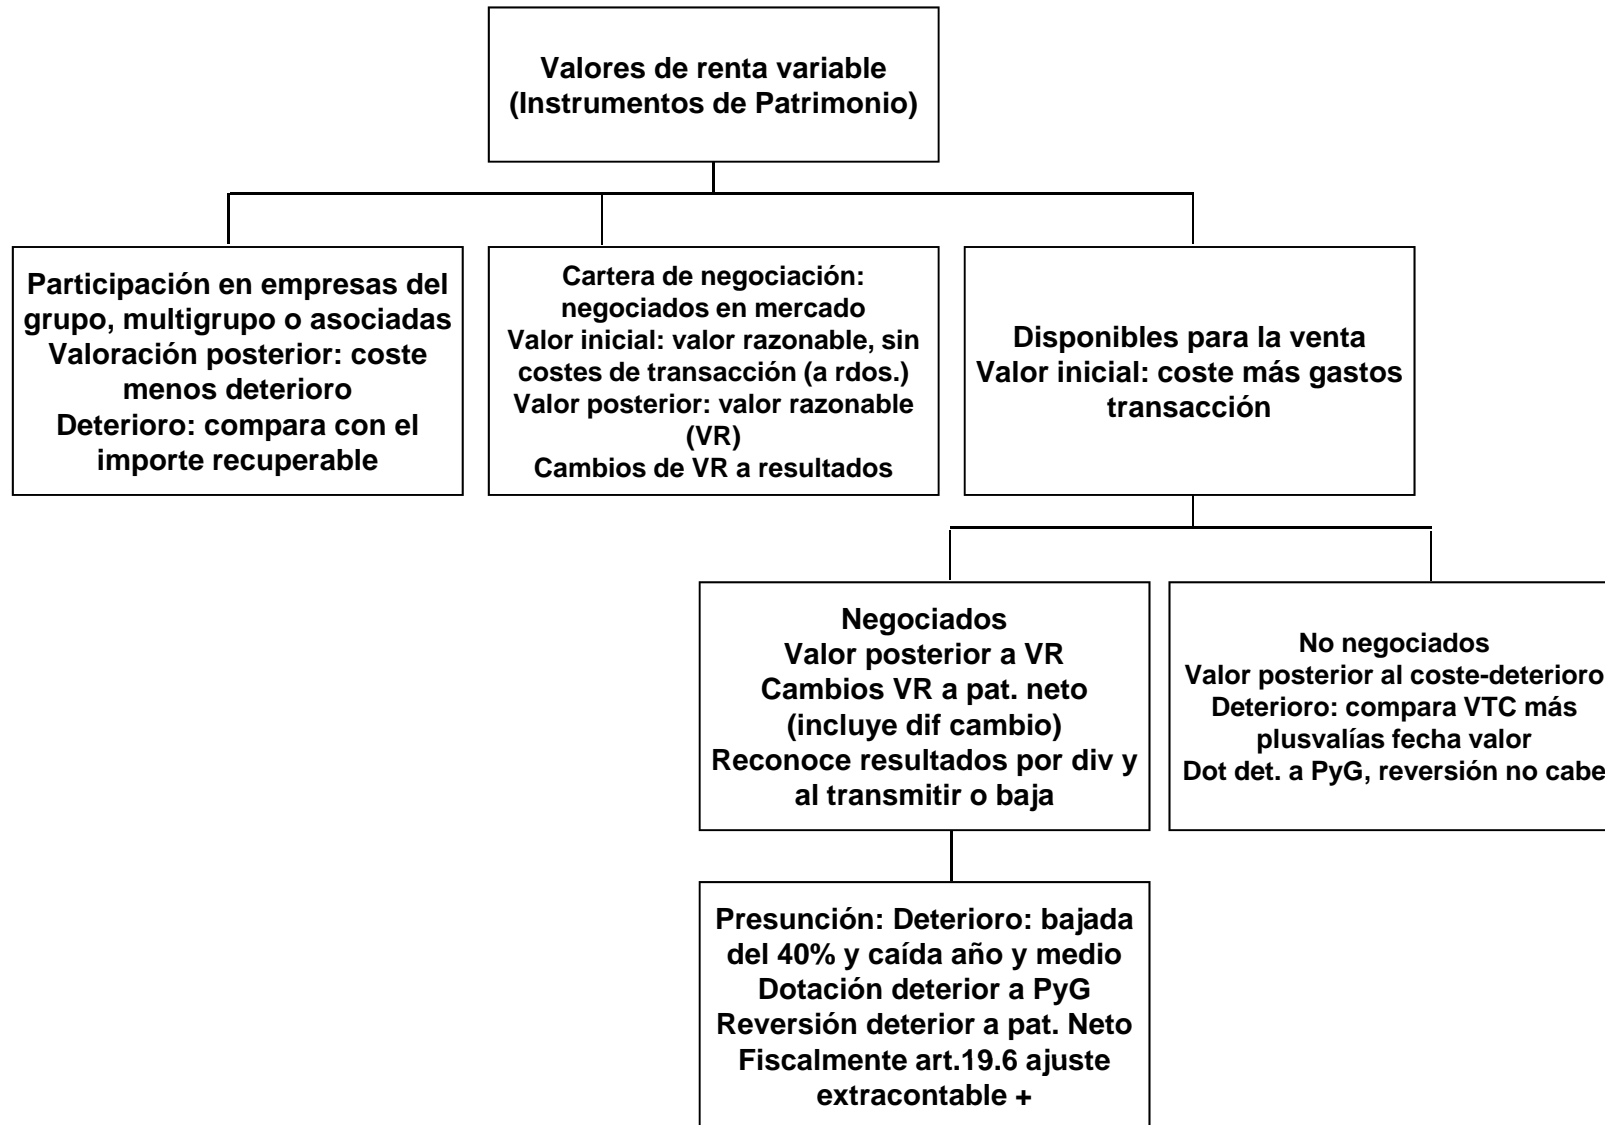 Valores de renta variable
(Instrumentos de Patrimonio)
Participación en empresas del
grupo, multigrupo o asociadas
Valoración posterior: coste
menos deterioro
Deterioro: compara con el
importe recuperable
Cartera de negociación:
negociados en mercado
Valor inicial: valor razonable, sin
costes de transacción (a rdos.)
Valor posterior: valor razonable
(VR)
Cambios de VR a resultados
Disponibles para la venta
Valor inicial: coste más gastos
transacción
Negociados
Valor posterior a VR
Cambios VR a pat. neto
(incluye dif cambio)
Reconoce resultados por div y
al transmitir o baja
No negociados
Valor posterior al coste-deterioro
Deterioro: compara VTC más
plusvalías fecha valor
Dot det. a PyG, reversión no cabe
Presunción: Deterioro: bajada
del 40% y caída año y medio
Dotación deterior a PyG
Reversión deterior a pat. Neto
Fiscalmente art.19.6 ajuste
extracontable +